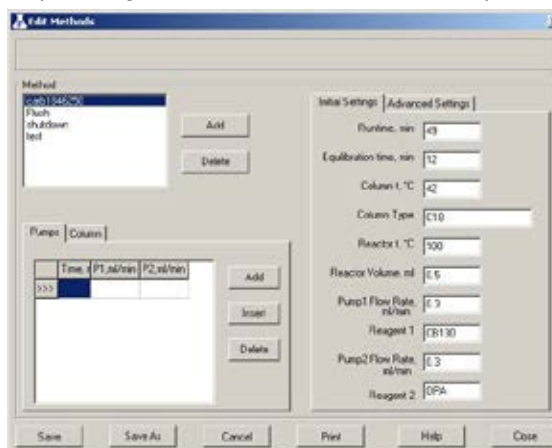 Edit Methods
Method
Flush
shutdown
test
Add
Delete
Pumps
Column
Time,
P1,ml/min
P2,ml/min
>>>
Add
Insert
Delete
Initial Settings
Advanced Settings
Runtime, min
49
Equilibration time, min
12
Column t, °C
42
Column Type
C18
Reactor t, °C
100
Reactor Volume, ml
0.5
Pump1 Flow Rate, ml/min
0.3
Reagent 1
CB130
Pump2 Flow Rate, ml/min
0.3
Reagent 2
OPA
Save
Save As
Cancel
Print
Help
Close